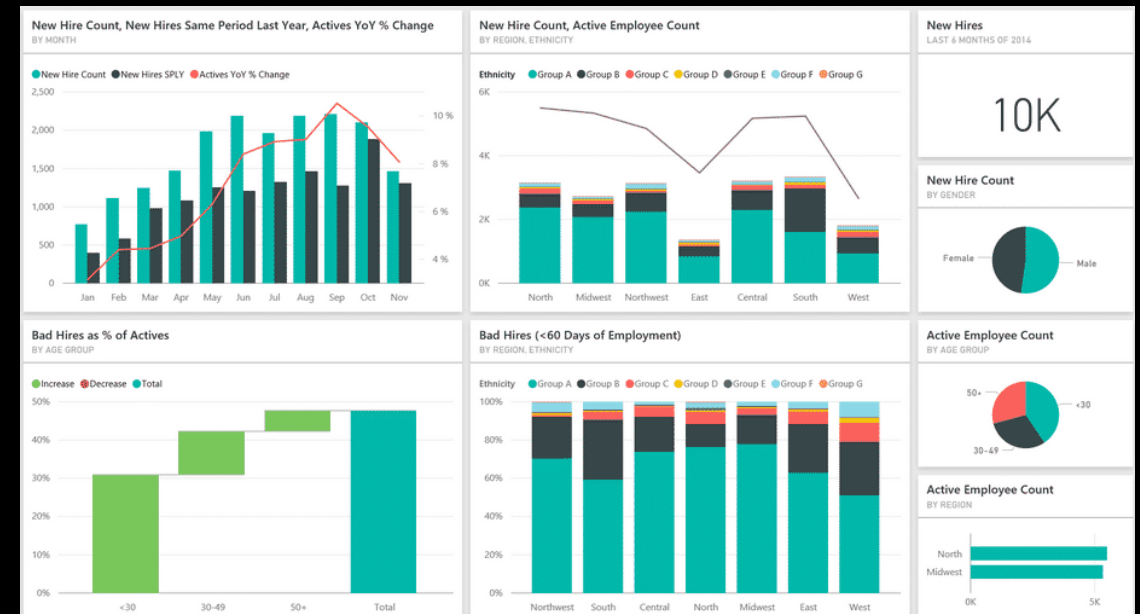 New Hire Count, New Hires Same Period Last Year, Actives YoY % Change
BY MONTH
New Hire Count New Hires SPLY Actives YoY % Change
2,500
2,000
1,500
1,000
500
0
10 %
8 %
6 %
4 %
Jan Feb Mar Apr May Jun Jul Aug Sep Oct Nov
New Hire Count, Active Employee Count
BY REGION, ETHNICITY
Ethnicity Group A Group B Group C Group D Group E Group F Group G
6K
4K
2K
0K
North Midwest Northwest East Central South West
New Hires
LAST 6 MONTHS OF 2014
10K
New Hire Count
BY GENDER
Female
Male
Bad Hires as % of Actives
BY AGE GROUP
Increase Decrease Total
50%
40%
30%
20%
10%
0%
<30 30-49 50+ Total
Bad Hires (<60 Days of Employment)
BY REGION, ETHNICITY
Ethnicity Group A Group B Group C Group D Group E Group F Group G
100%
80%
60%
40%
20%
0%
Northwest South Central North Midwest East West
Active Employee Count
BY AGE GROUP
50+
<30
30-49
Active Employee Count
BY REGION
North
Midwest
0K 5K